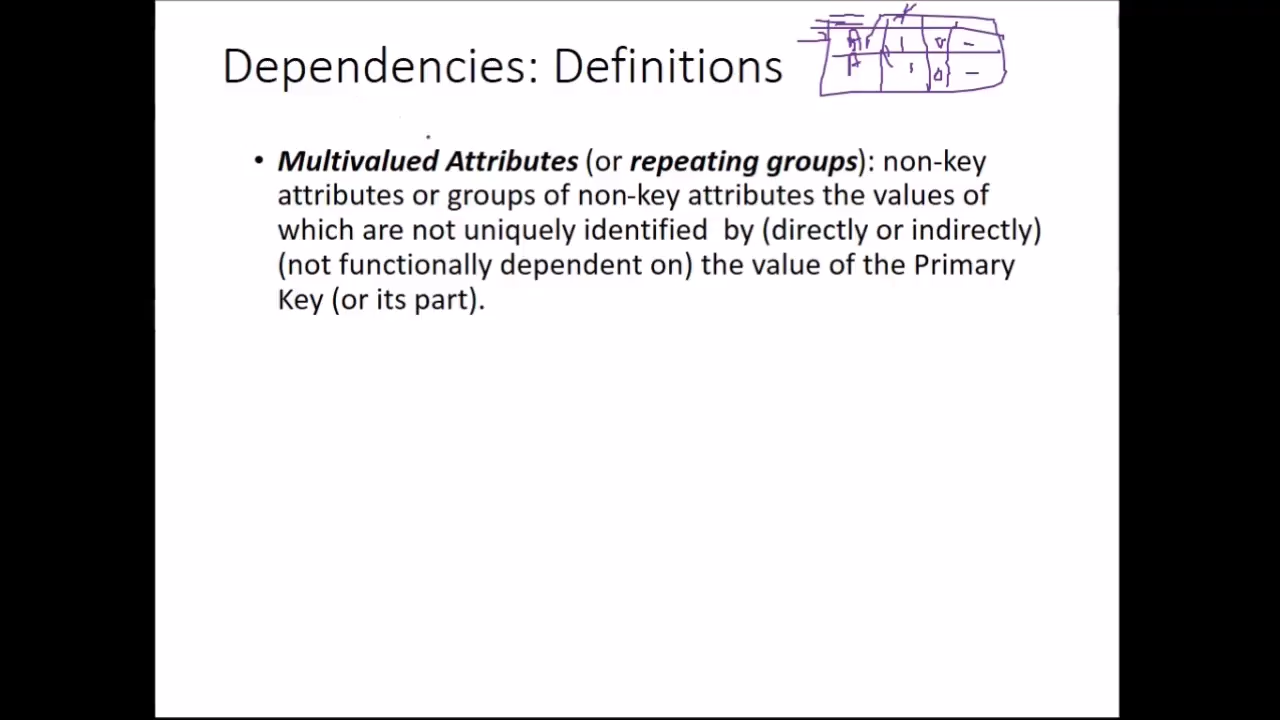 Dependencies: Definitions
• Multivalued Attributes (or repeating groups): non-key
attributes or groups of non-key attributes the values of
which are not uniquely identified by (directly or indirectly)
(not functionally dependent on) the value of the Primary
Key (or its part).